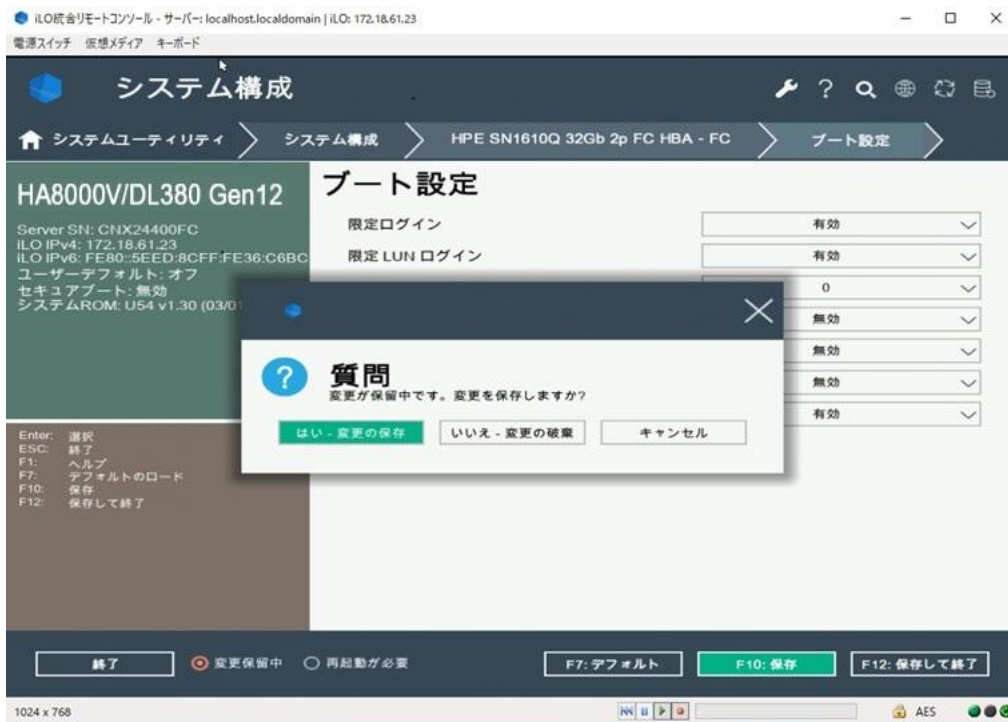 iLO統合リモートコンソール - サーバー: localhost.localdomain | iLO: 172.18.61.23
電源スイッチ 仮想メディア キーボード
システム構成
システムユーティリティ
システム構成
HPE SN1610Q 32Gb 2p FC HBA - FC
ブート設定
HA8000V/DL380 Gen12
Server SN: CNX24400FC
iLO IPv4: 172.18.61.23
iLO IPv6: FE80::5EED:8CFF:FE36:C6BC
ユーザーデフォルト: オフ
セキュアブート: 無効
システムROM: U54 v1.30 (03/01
Enter: 選択
ESC: 終了
F1: ヘルプ
F7: デフォルトのロード
F10: 保存
F12: 保存して終了
ブート設定
限定ログイン 有効
限定 LUN ログイン 有効
0
無効
無効
無効
有効
質問
変更が保留中です。変更を保存しますか?
はい - 変更の保存 いいえ - 変更の破棄 キャンセル
終了 変更保留中 再起動が必要 F7: デフォルト F10: 保存 F12: 保存して終了
1024 x 768 AES